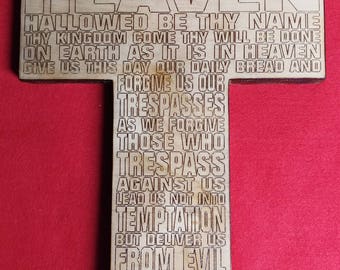 HEAVEN
HALLOWED BE THY NAME
THY KINGDOM COME THY WILL BE DONE
ON EARTH AS IT IS IN HEAVEN
GIVE US THIS DAY OUR DAILY BREAD AND
FORGIVE US OUR
TRESPASSES
AS WE FORGIVE
THOSE WHO
TRESPASS
AGAINST US
LEAD US NOT INTO
TEMPTATION
BUT DELIVER US
FROM EVIL